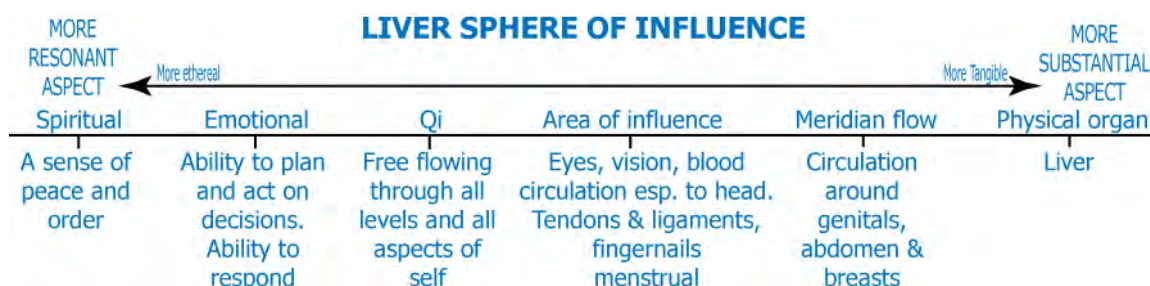 LIVER SPHERE OF INFLUENCE
MORE
RESONANT
ASPECT
More ethereal
More Tangible
MORE
SUBSTANTIAL
ASPECT
Spiritual
Emotional
Qi
Area of influence
Meridian flow
Physical organ
A sense of
peace and
order
Ability to plan
and act on
decisions.
Ability to
respond
Free flowing
through all
levels and all
aspects of
self
Eyes, vision, blood
circulation esp. to head.
Tendons & ligaments,
fingernails
menstrual
Circulation
around
genitals,
abdomen &
breasts
Liver